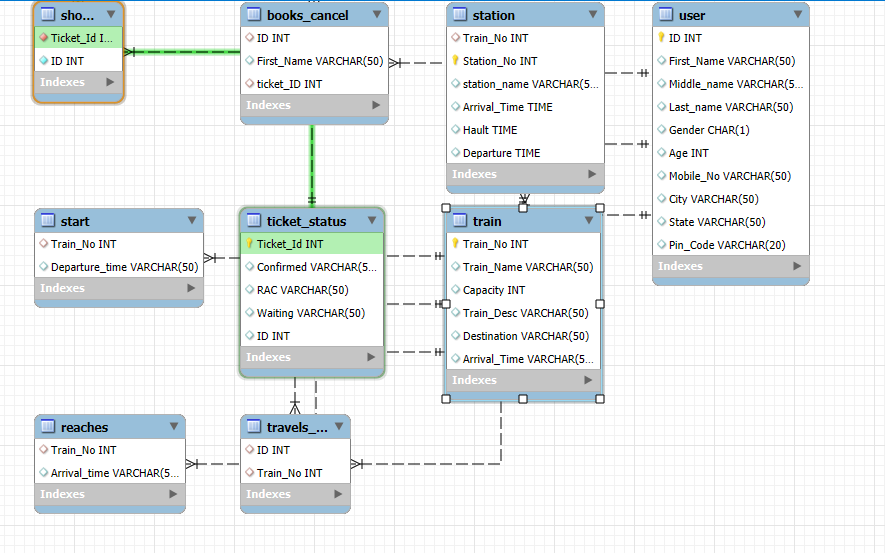 sho...
Ticket_Id I...
ID INT
Indexes
books_cancel
ID INT
First_Name VARCHAR(50)
ticket_ID INT
Indexes
station
Train_No INT
Station_No INT
station_name VARCHAR(5...
Arrival_Time TIME
Hault TIME
Departure TIME
Indexes
user
ID INT
First_Name VARCHAR(50)
Middle_name VARCHAR(5...
Last_name VARCHAR(50)
Gender CHAR(1)
Age INT
Mobile_No VARCHAR(50)
City VARCHAR(50)
State VARCHAR(50)
Pin_Code VARCHAR(20)
Indexes
start
Train_No INT
Departure_time VARCHAR(50)
Indexes
ticket_status
Ticket_Id INT
Confirmed VARCHAR(5...
RAC VARCHAR(50)
Waiting VARCHAR(50)
ID INT
Indexes
train
Train_No INT
Train_Name VARCHAR(50)
Capacity INT
Train_Desc VARCHAR(50)
Destination VARCHAR(50)
Arrival_Time VARCHAR(5...
Indexes
reaches
Train_No INT
Arrival_time VARCHAR(5...
Indexes
travels_...
ID INT
Train_No INT
Indexes